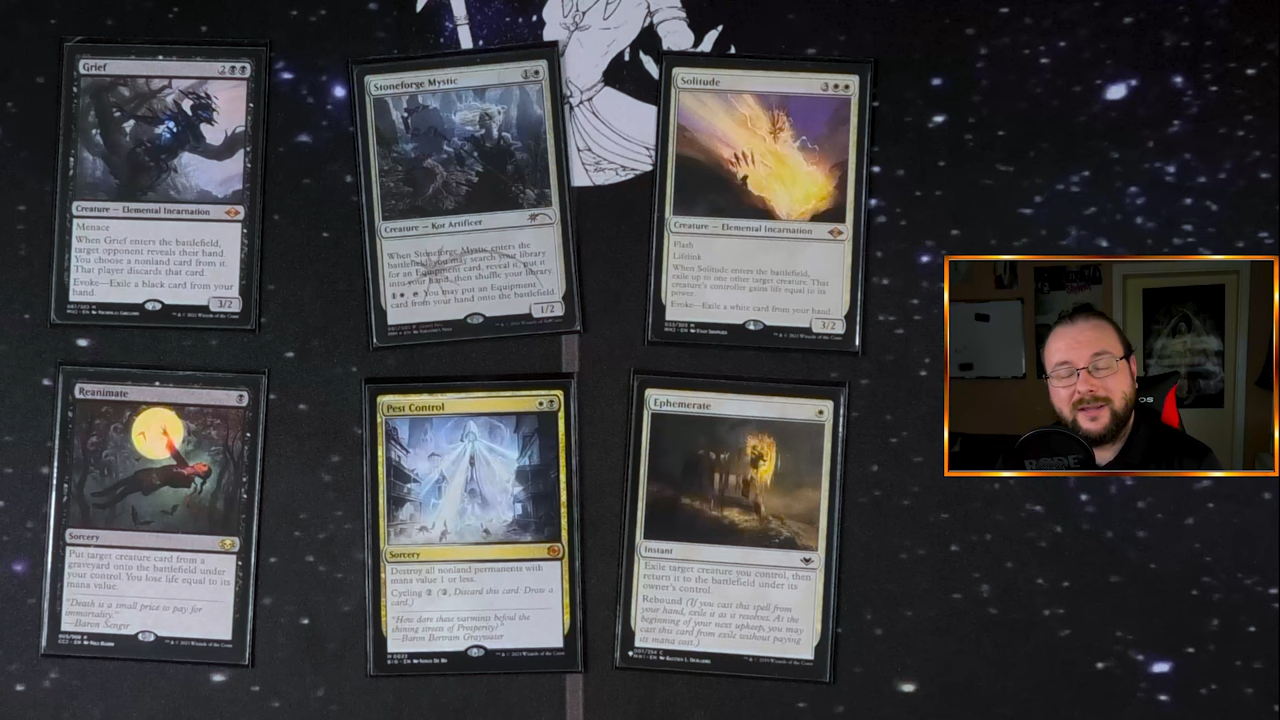 Grief 2
Creature — Elemental Incarnation
Menace
When Grief enters the battlefield,
target opponent reveals their hand.
You choose a nonland card from it.
That player discards that card.
Evoke—Exile a black card from your
hand.
3/2
Stoneforge Mystic 1
Creature — Kor Artificer
When Stoneforge Mystic enters the
battlefield, you may search your library
for an Equipment card, reveal it, put it
into your hand, then shuffle your library.
1 , : You may put an Equipment
card from your hand onto the battlefield.
1/2
Solitude 3
Creature — Elemental Incarnation
Flash
Lifelink
When Solitude enters the battlefield,
exile up to one other target creature. That
creature's controller gains life equal to its
power.
Evoke—Exile a white card from your hand.
3/2
Reanimate
Sorcery
Put target creature card from a
graveyard onto the battlefield under
your control. You lose life equal to its
mana value.
"Death is a small price to pay for
immortality."
—Baron Sengir
Pest Control
Sorcery
Destroy all nonland permanents with
mana value 1 or less.
Cycling 2 (2, Discard this card: Draw a
card.)
"How dare these varmints befoul the
shining streets of Prosperity!"
—Baron Bertram Graywater
Ephemerate
Instant
Exile target creature you control, then
return it to the battlefield under its
owner's control.
Rebound (If you cast this spell from
your hand, exile it as it resolves. At the
beginning of your next upkeep, you may
cast this card from exile without paying
its mana cost.)
RODE